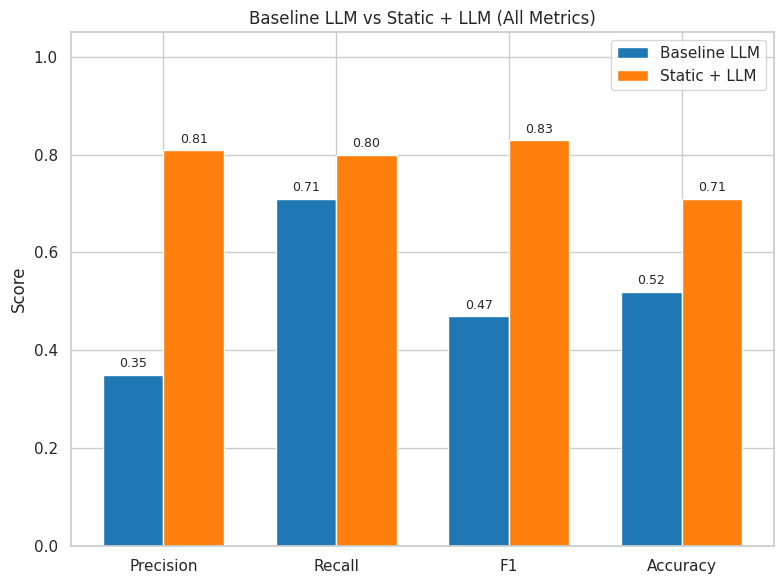 Baseline LLM vs Static + LLM (All Metrics)
Baseline LLM
Static + LLM
Score
1.0
0.8
0.6
0.4
0.2
0.0
0.35
0.81
0.71
0.80
0.47
0.83
0.52
0.71
Precision
Recall
F1
Accuracy